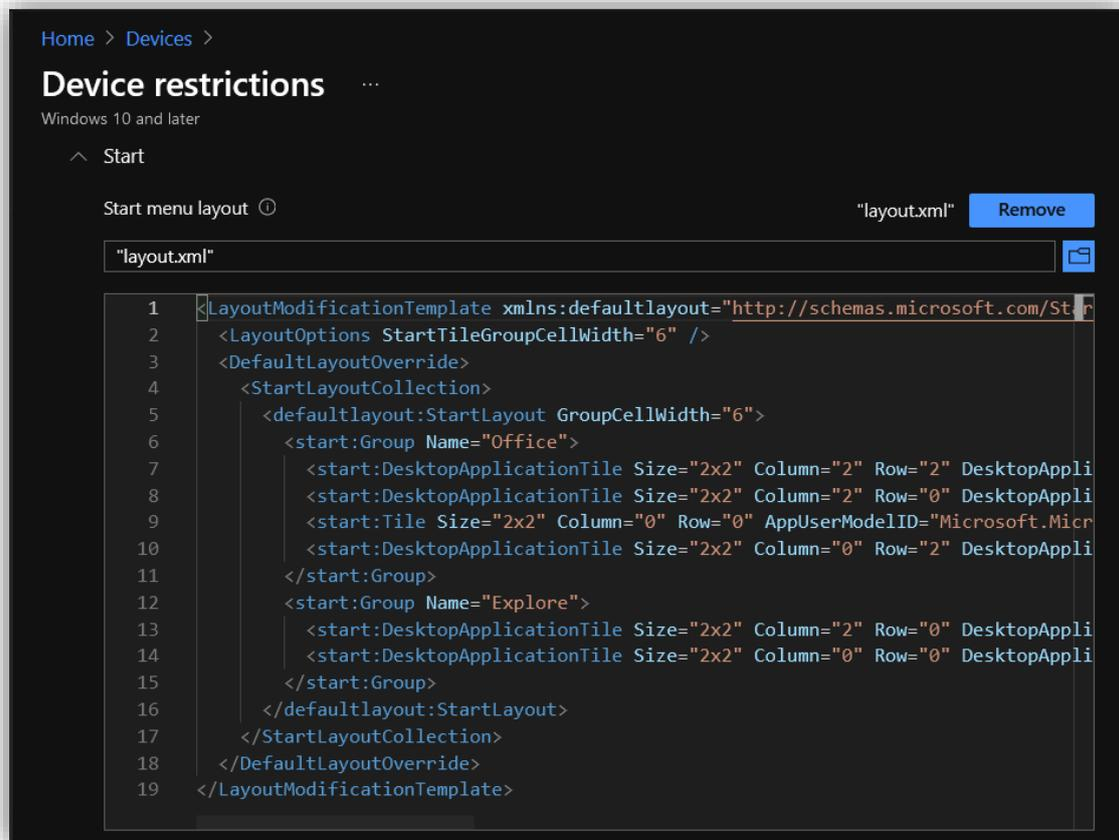 Home > Devices >
Device restrictions ...
Windows 10 and later
Start
Start menu layout
"layout.xml" Remove
"layout.xml"
1 <LayoutModificationTemplate xmlns:defaultlayout="http://schemas.microsoft.com/Star
2 <LayoutOptions StartTileGroupCellWidth="6" />
3 <DefaultLayoutOverride>
4 <StartLayoutCollection>
5 <defaultlayout:StartLayout GroupCellWidth="6">
6 <start:Group Name="Office">
7 <start:DesktopApplicationTile Size="2x2" Column="2" Row="2" DesktopAppli
8 <start:DesktopApplicationTile Size="2x2" Column="2" Row="0" DesktopAppli
9 <start:Tile Size="2x2" Column="0" Row="0" AppUserModelID="Microsoft.Micr
10 <start:DesktopApplicationTile Size="2x2" Column="0" Row="2" DesktopAppli
11 </start:Group>
12 <start:Group Name="Explore">
13 <start:DesktopApplicationTile Size="2x2" Column="2" Row="0" DesktopAppli
14 <start:DesktopApplicationTile Size="2x2" Column="0" Row="0" DesktopAppli
15 </start:Group>
16 </defaultlayout:StartLayout>
17 </StartLayoutCollection>
18 </DefaultLayoutOverride>
19 </LayoutModificationTemplate>